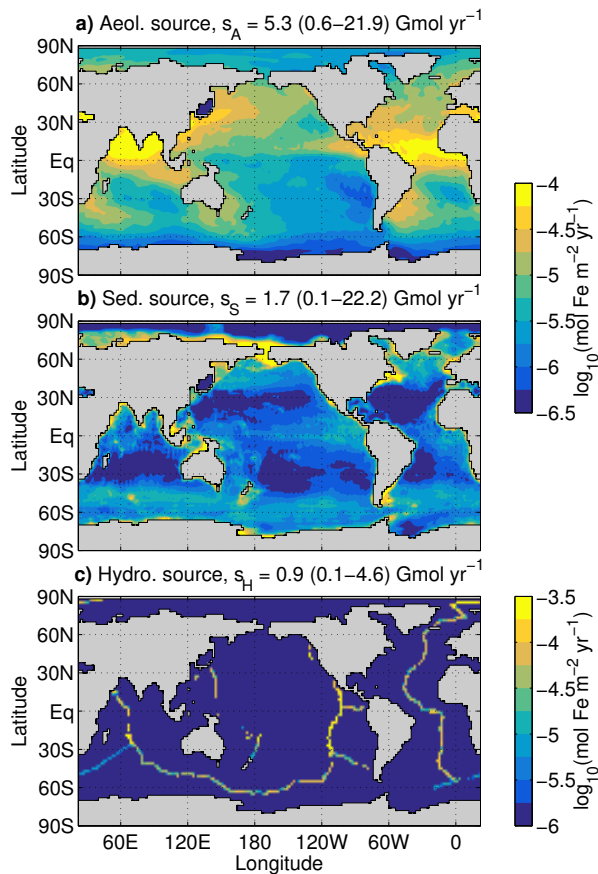 a) Aeol. source, s_A = 5.3 (0.6−21.9) Gmol yr⁻¹
90N
60N
30N
Eq
30S
60S
90S
Latitude
b) Sed. source, s_S = 1.7 (0.1−22.2) Gmol yr⁻¹
90N
60N
30N
Eq
30S
60S
90S
Latitude
−4
−4.5
−5
−5.5
−6
−6.5
log₁₀(mol Fe m⁻² yr⁻¹)
c) Hydro. source, s_H = 0.9 (0.1−4.6) Gmol yr⁻¹
90N
60N
30N
Eq
30S
60S
90S
Latitude
60E 120E 180 120W 60W 0
Longitude
−3.5
−4
−4.5
−5
−5.5
−6
log₁₀(mol Fe m⁻² yr⁻¹)